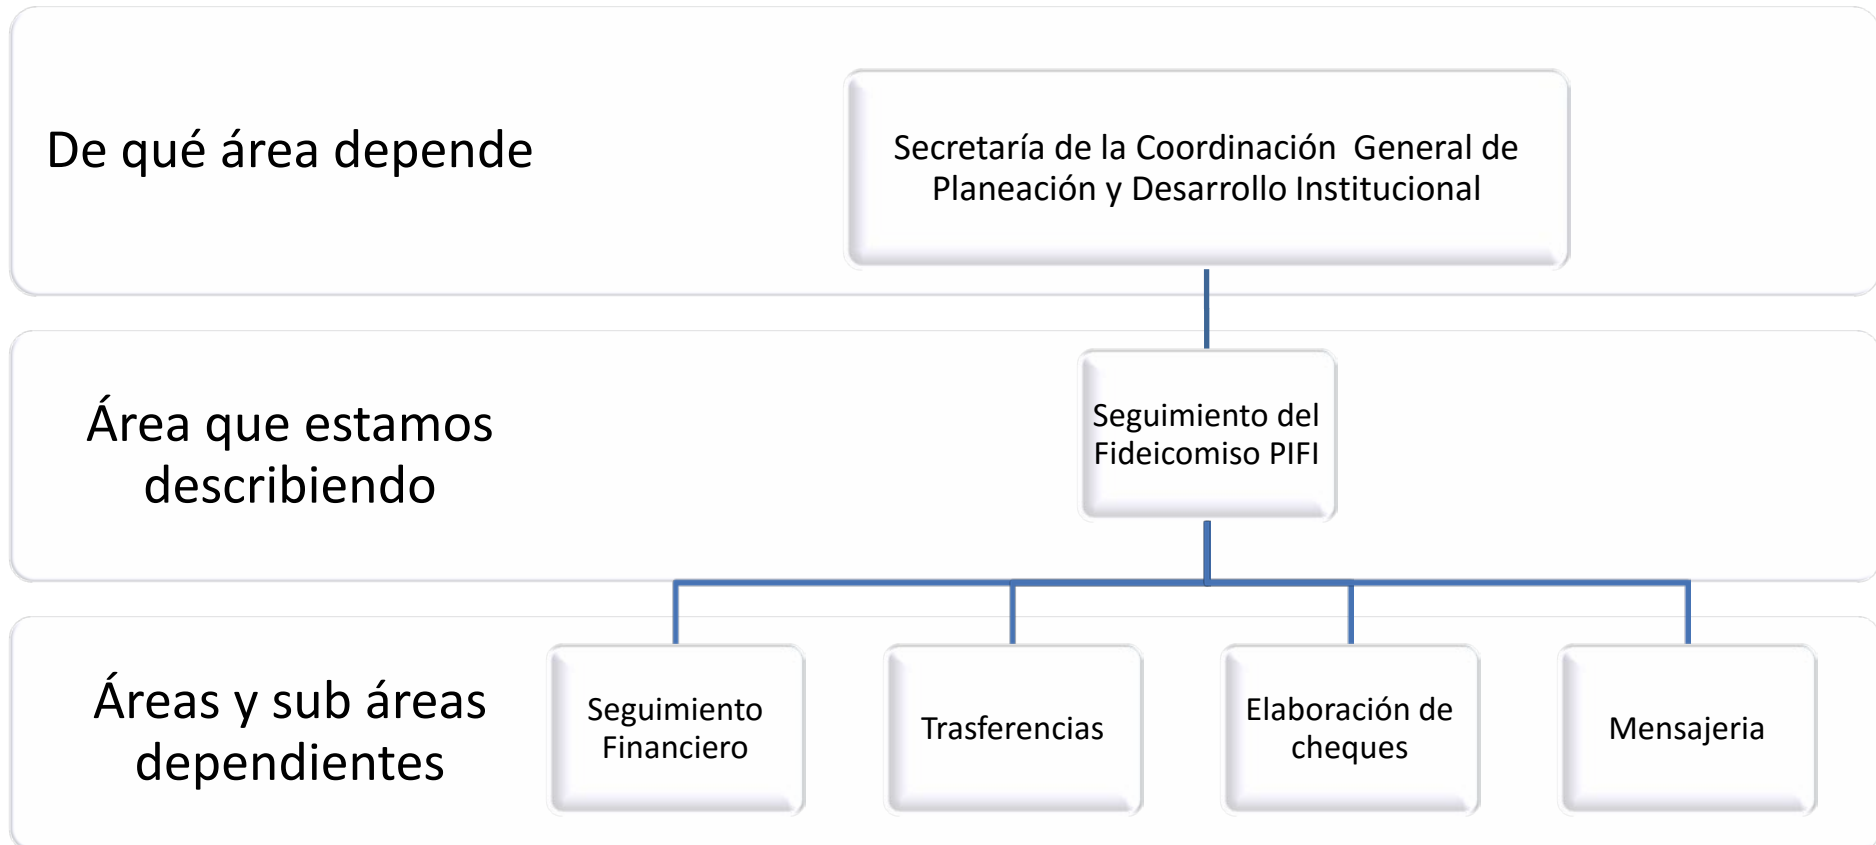 De qué área depende
Secretaría de la Coordinación General de
Planeación y Desarrollo Institucional
Área que estamos
describiendo
Seguimiento del
Fideicomiso PIFI
Áreas y sub áreas
dependientes
Seguimiento
Financiero
Trasferencias
Elaboración de
cheques
Mensajeria